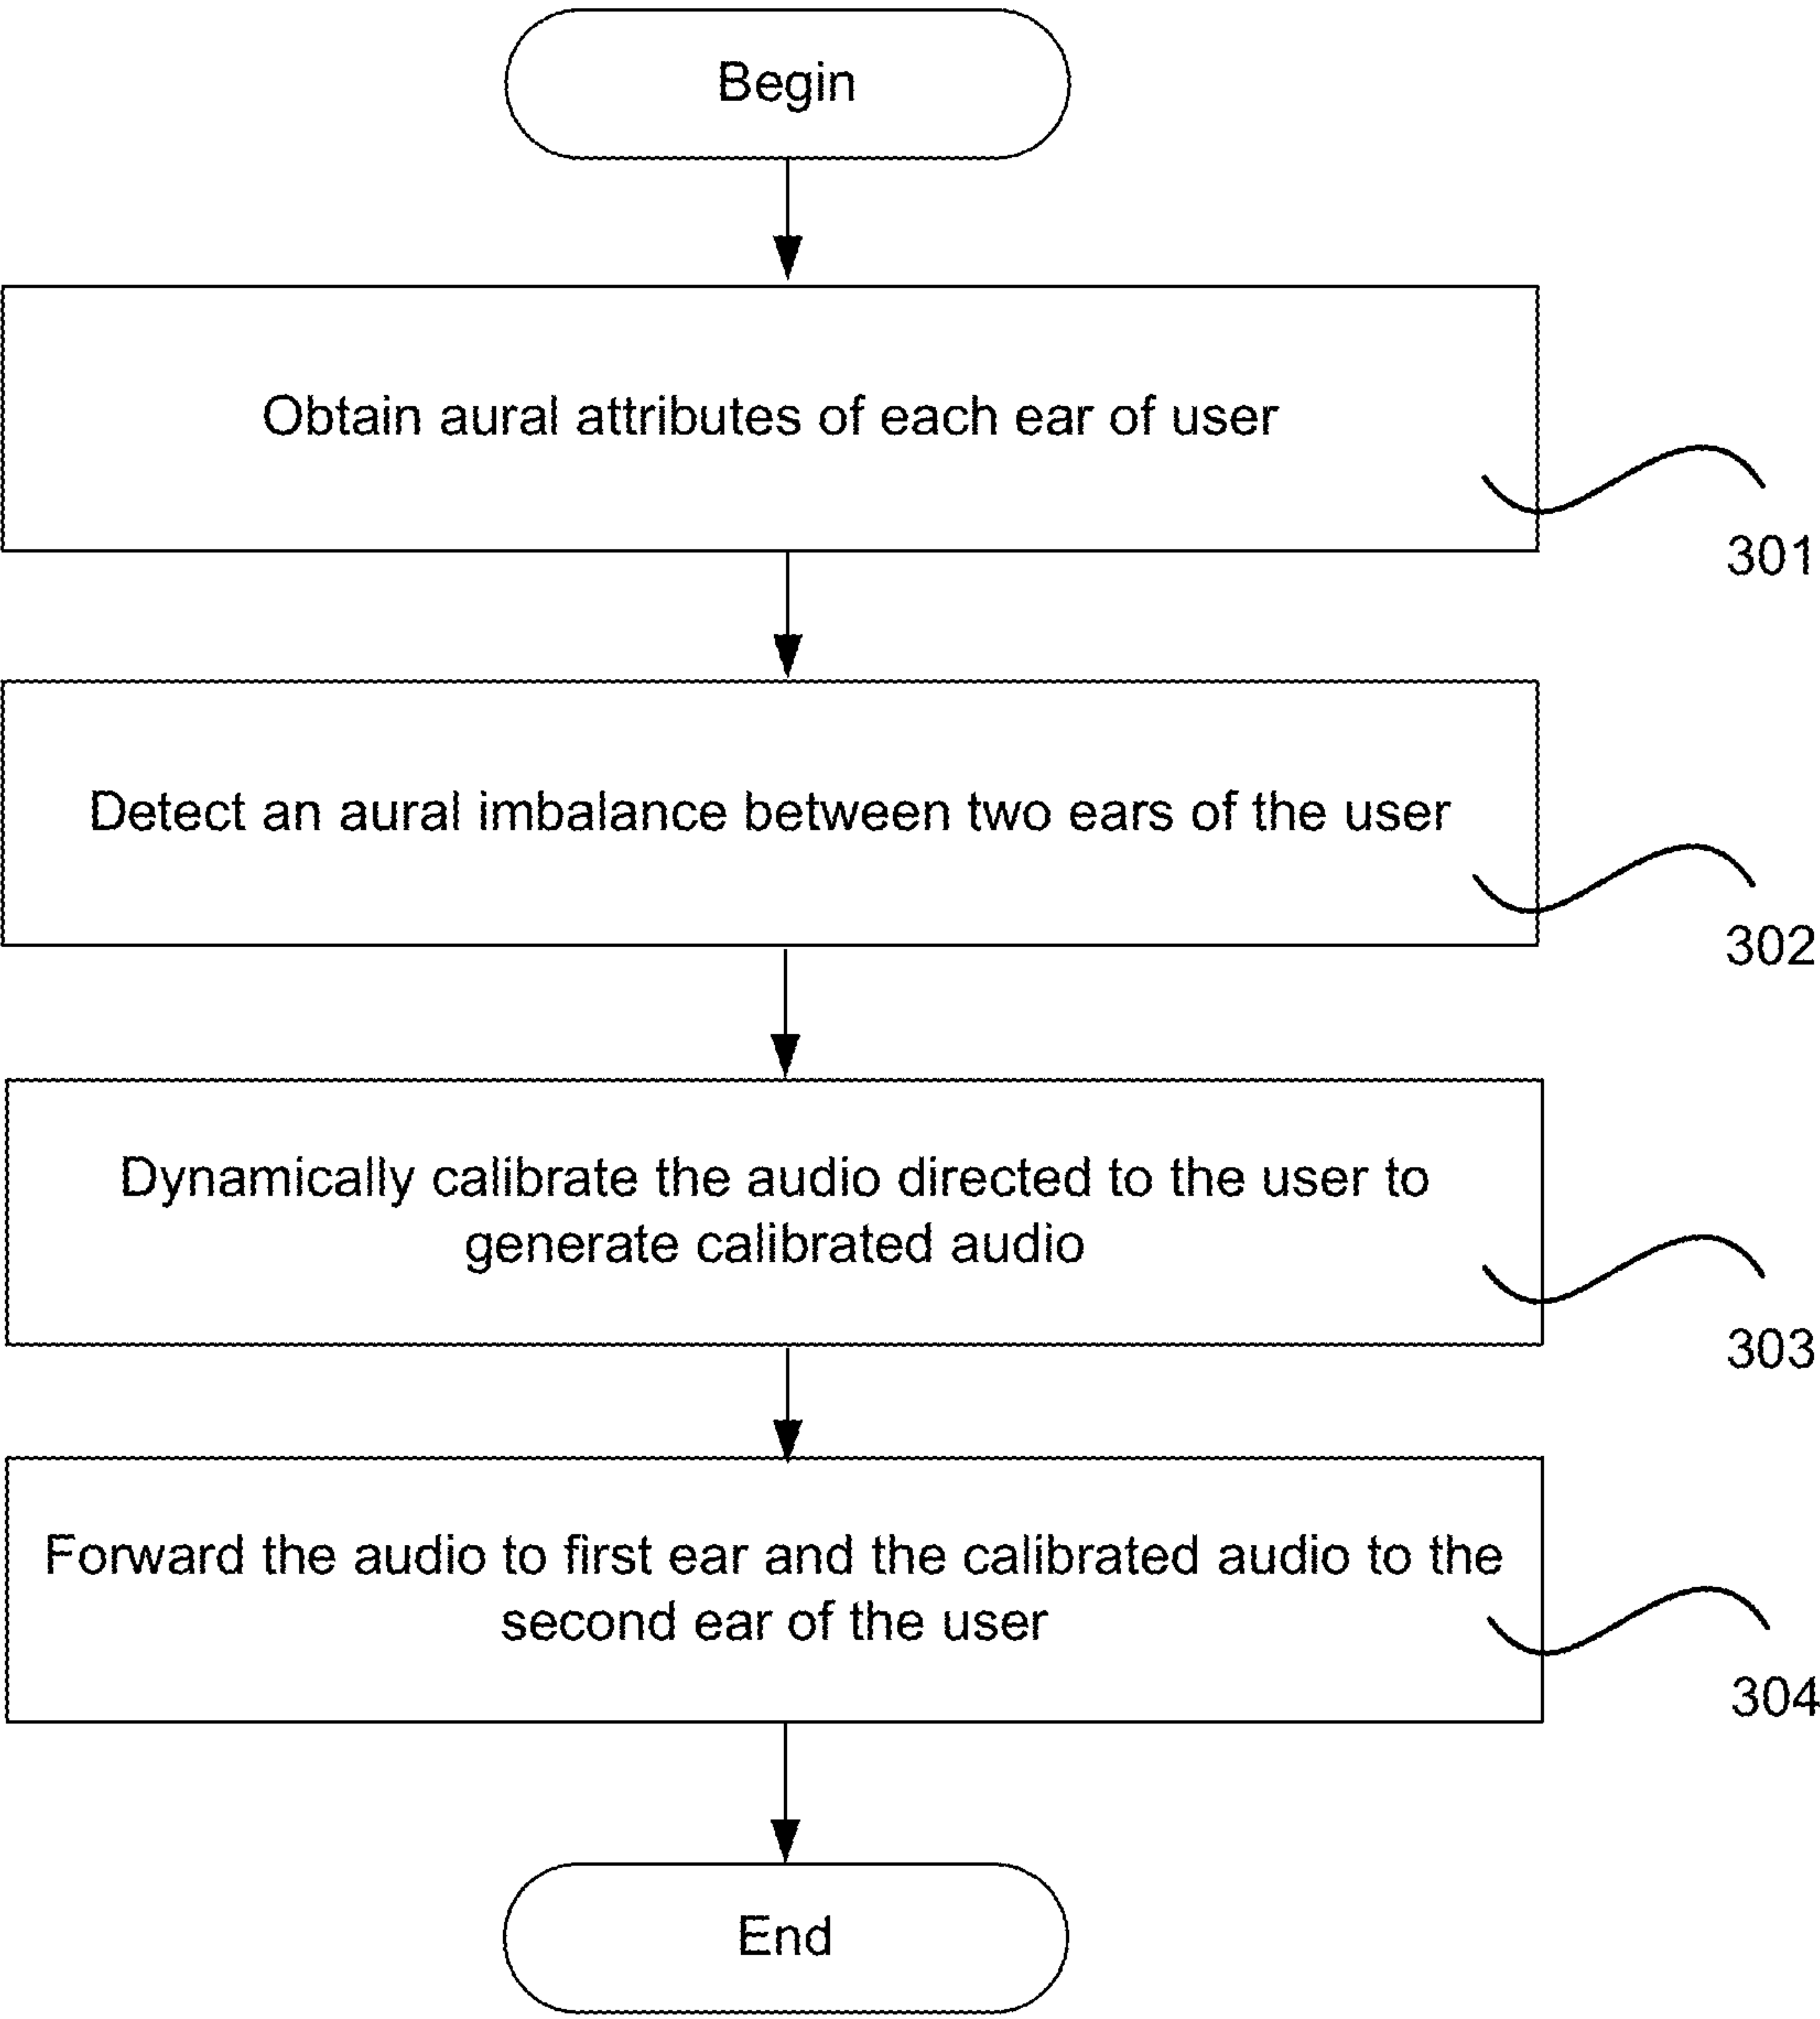 Begin
Obtain aural attributes of each ear of user
301
Detect an aural imbalance between two ears of the user
302
Dynamically calibrate the audio directed to the user to
generate calibrated audio
303
Forward the audio to first ear and the calibrated audio to the
second ear of the user
304
End